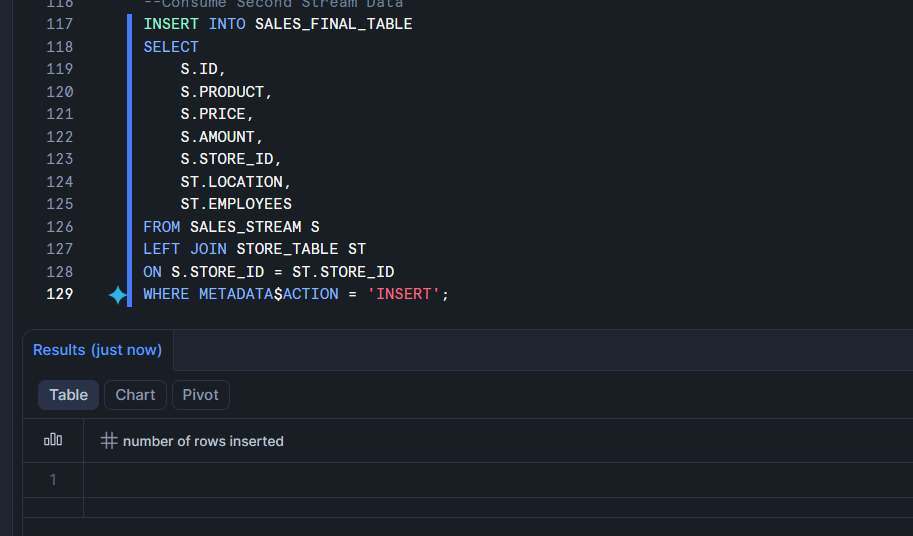 116 --Consume Second Stream Data
117 INSERT INTO SALES_FINAL_TABLE
118 SELECT
119 S.ID,
120 S.PRODUCT,
121 S.PRICE,
122 S.AMOUNT,
123 S.STORE_ID,
124 ST.LOCATION,
125 ST.EMPLOYEES
126 FROM SALES_STREAM S
127 LEFT JOIN STORE_TABLE ST
128 ON S.STORE_ID = ST.STORE_ID
129 WHERE METADATA$ACTION = 'INSERT';
Results (just now)
Table Chart Pivot
# number of rows inserted
1